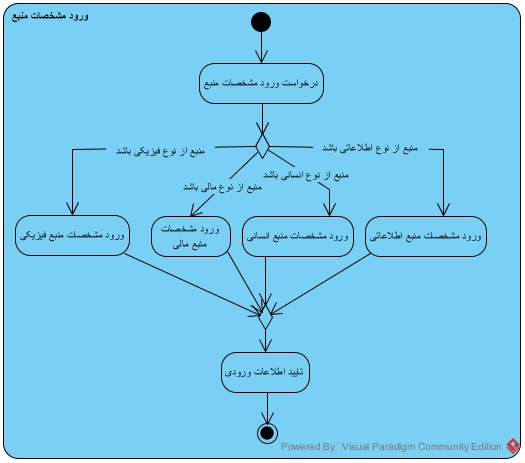 ورود مشخصات منبع
درخواست ورود مشخصات منبع
منبع از نوع اطلاعاتی باشد
منبع از نوع فیزیکی باشد
منبع از نوع انسانی باشد
منبع از نوع مالی باشد
ورود مشخصت منبع اطلاعاتی
ورود مشخصات منبع انسانی
ورود مشخصات
منبع مالی
ورود مشخصات منبع فیزیکی
تایید اطلاعات ورودی
Powered By Visual Paradigm Community Edition